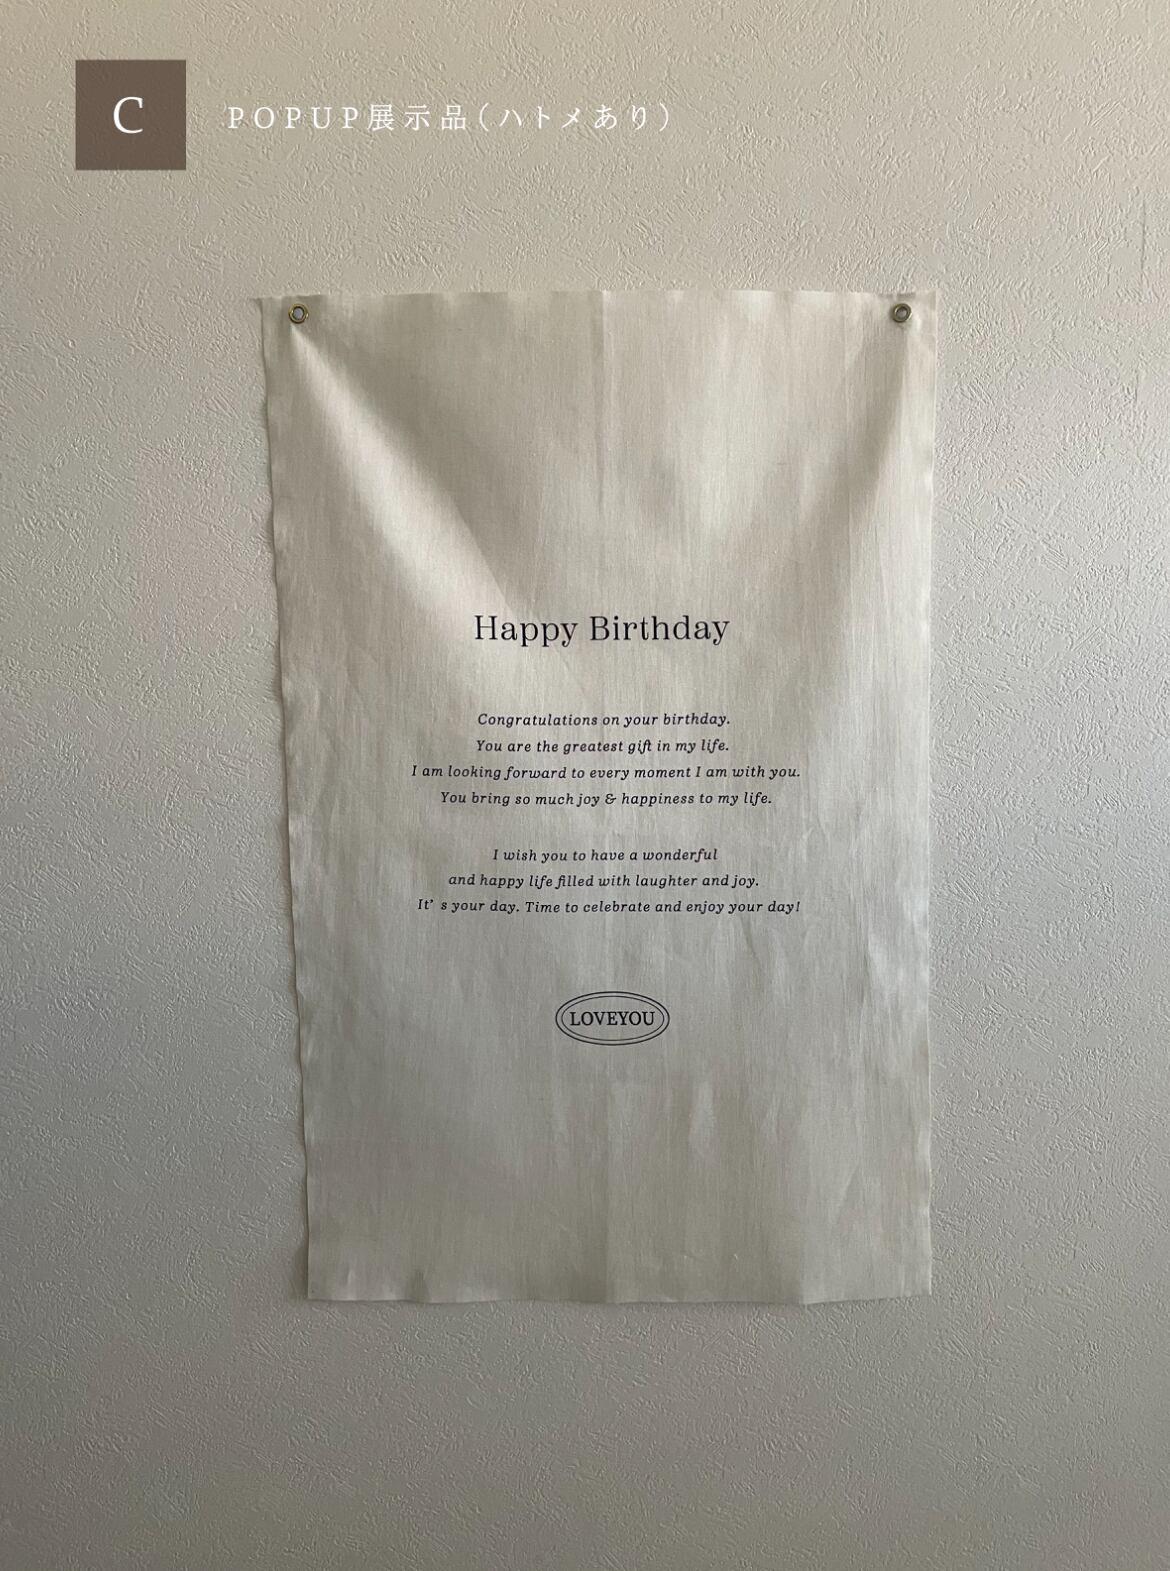 C
POPUP展示品(ハトメあり)
Happy Birthday
Congratulations on your birthday.
You are the greatest gift in my life.
I am looking forward to every moment I am with you.
You bring so much joy & happiness to my life.
I wish you to have a wonderful
and happy life filled with laughter and joy.
It’ s your day. Time to celebrate and enjoy your day!
LOVEYOU